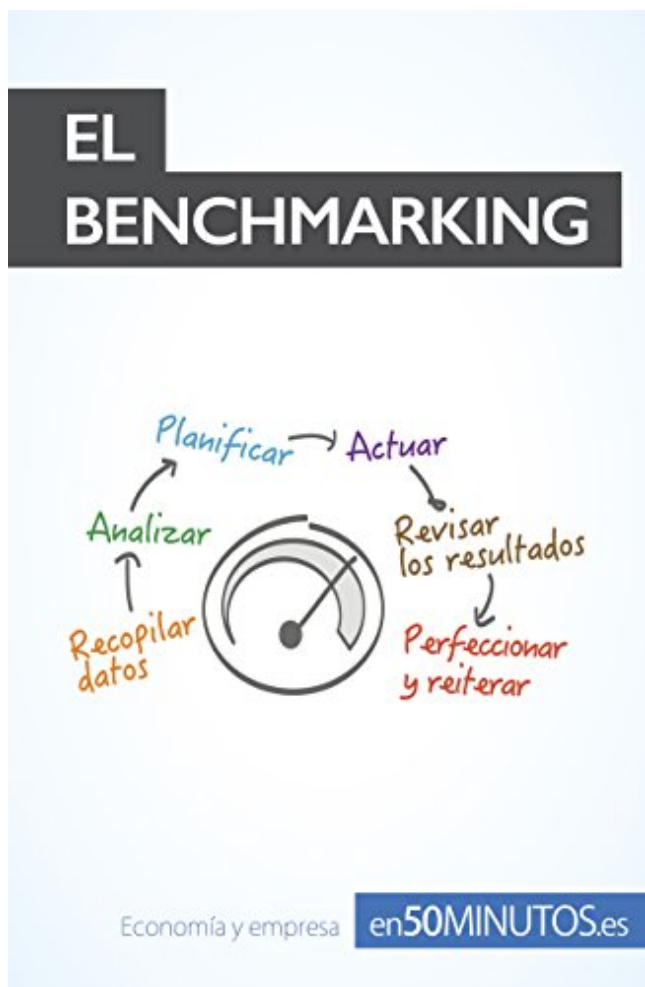 EL
BENCHMARKING
Planificar
Actuar
Analizar
Revisar
los resultados
Recopilar
datos
Perfeccionar
y reiterar
Economía y empresa
en50MINUTOS.es